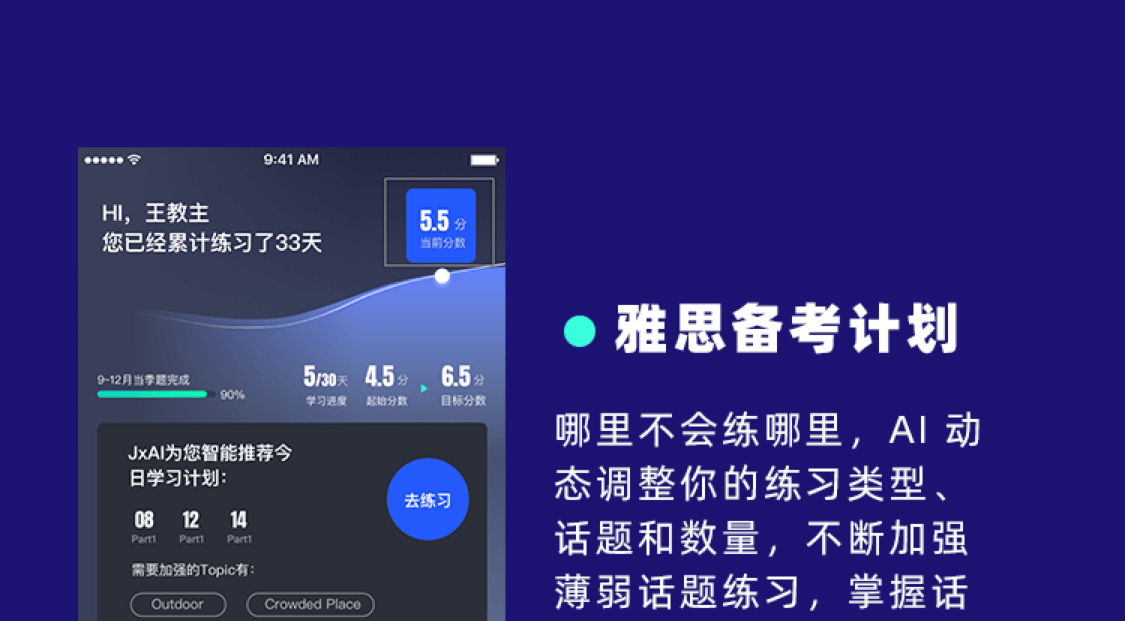 9:41 AM
HI，王教主
您已经累计练习了33天
5.5 分
当前分数
9-12月当季题完成
90%
5/30天
学习进度
4.5 分
起始分数
6.5 分
目标分数
JxAI为您智能推荐今
日学习计划：
去练习
08 12 14
Part1 Part1 Part1
需要加强的Topic有：
Outdoor Crowded Place
雅思备考计划
哪里不会练哪里，AI 动
态调整你的练习类型、
话题和数量，不断加强
薄弱话题练习，掌握话